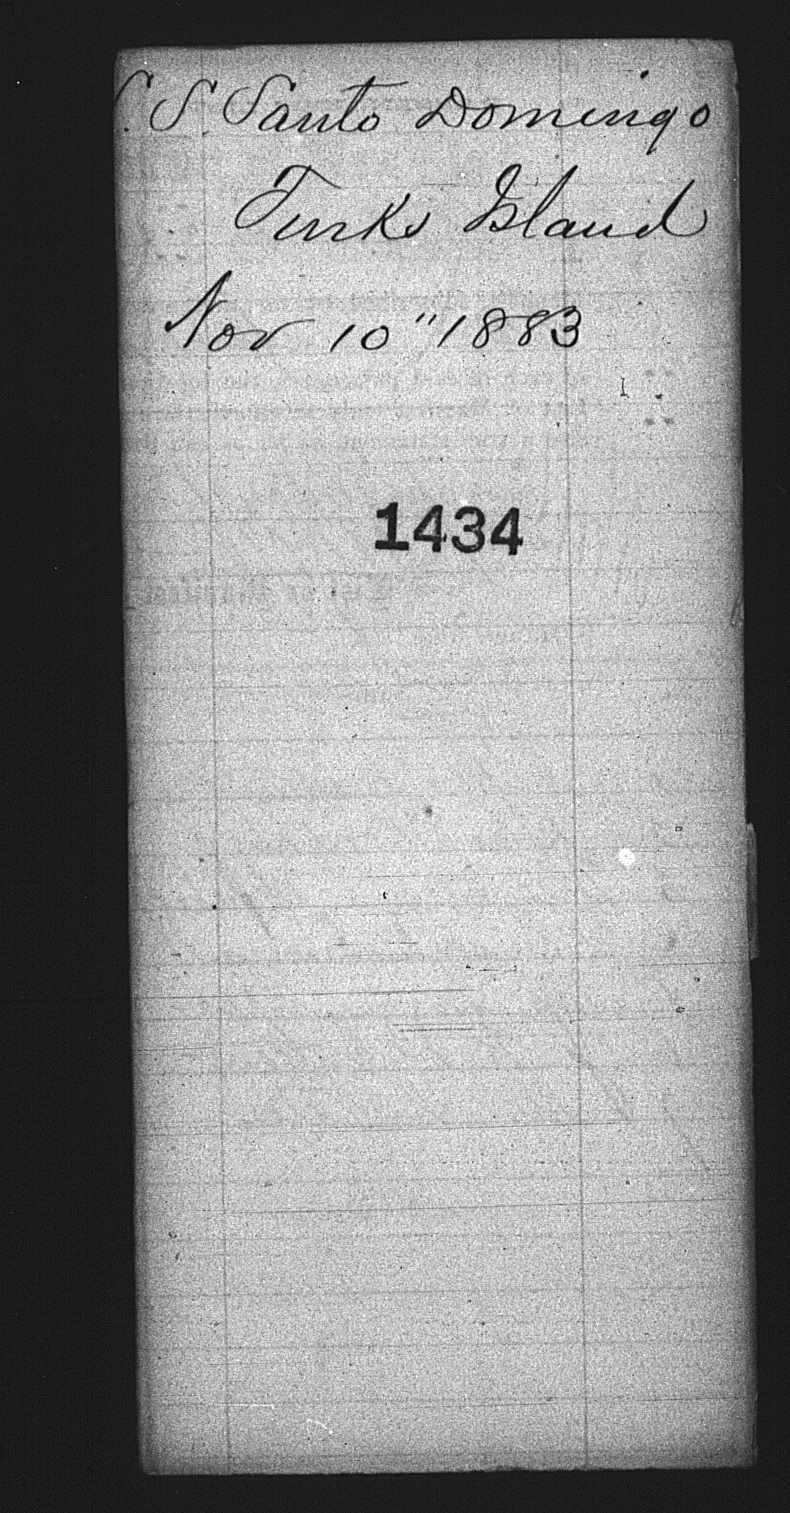 S. S. Santo Domingo
Turks Island
Nov 10" 1883
1434